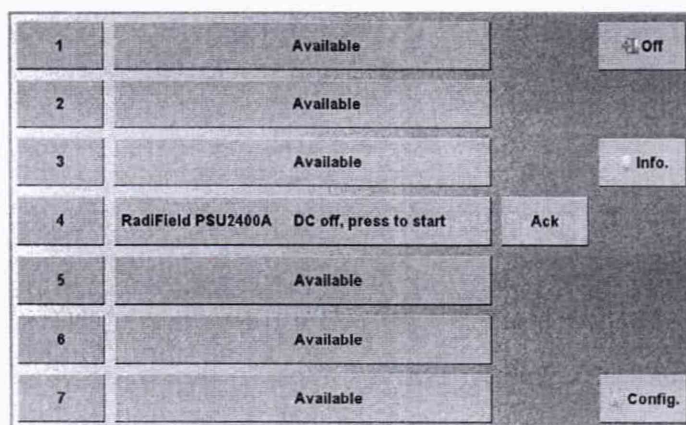 1 Available Off
2 Available
3 Available Info.
4 RadiField PSU2400A DC off, press to start Ack
5 Available
6 Available
7 Available Config.